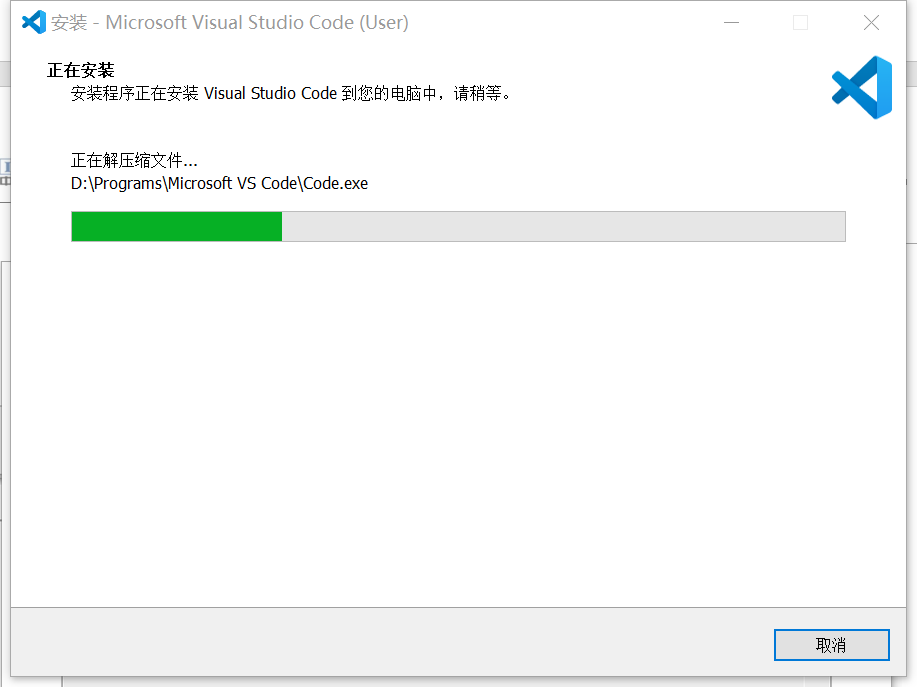 安装 - Microsoft Visual Studio Code (User)
正在安装
安装程序正在安装 Visual Studio Code 到您的电脑中，请稍等。
正在解压缩文件...
D:\Programs\Microsoft VS Code\Code.exe
取消